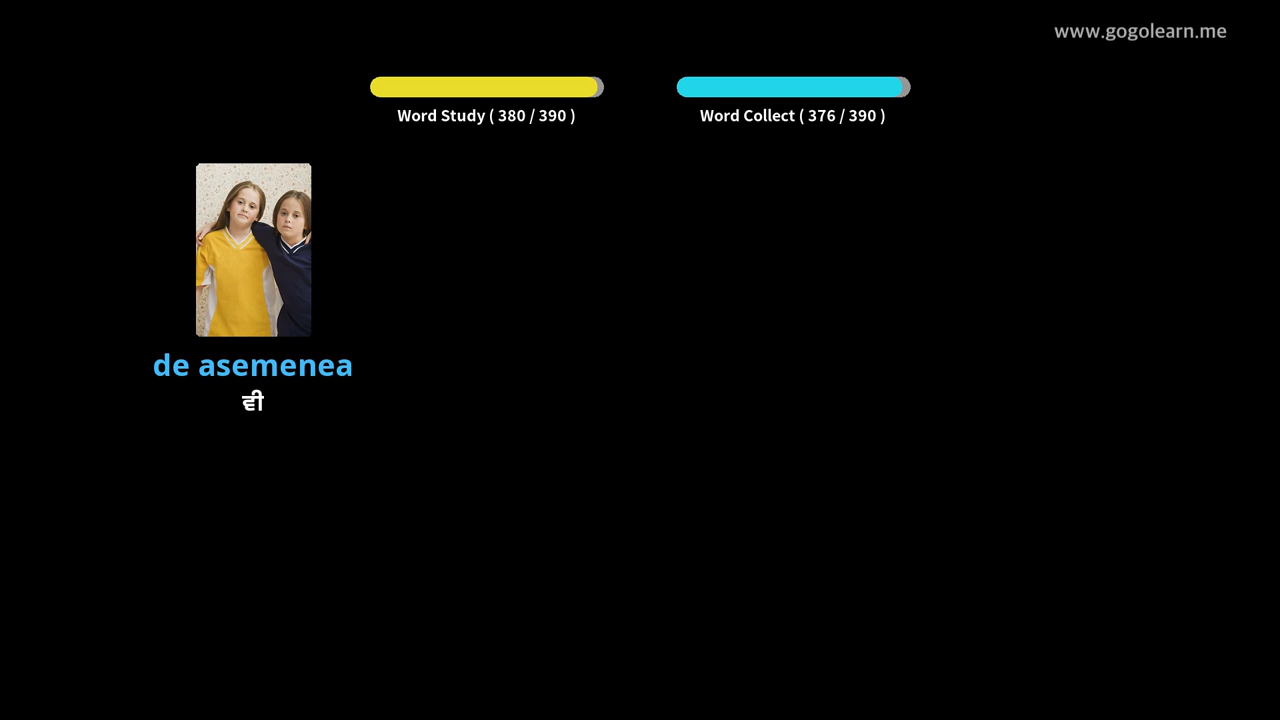 www.gogolearn.me
Word Study ( 380 / 390 )
Word Collect ( 376 / 390 )
de asemenea
ਵੀ